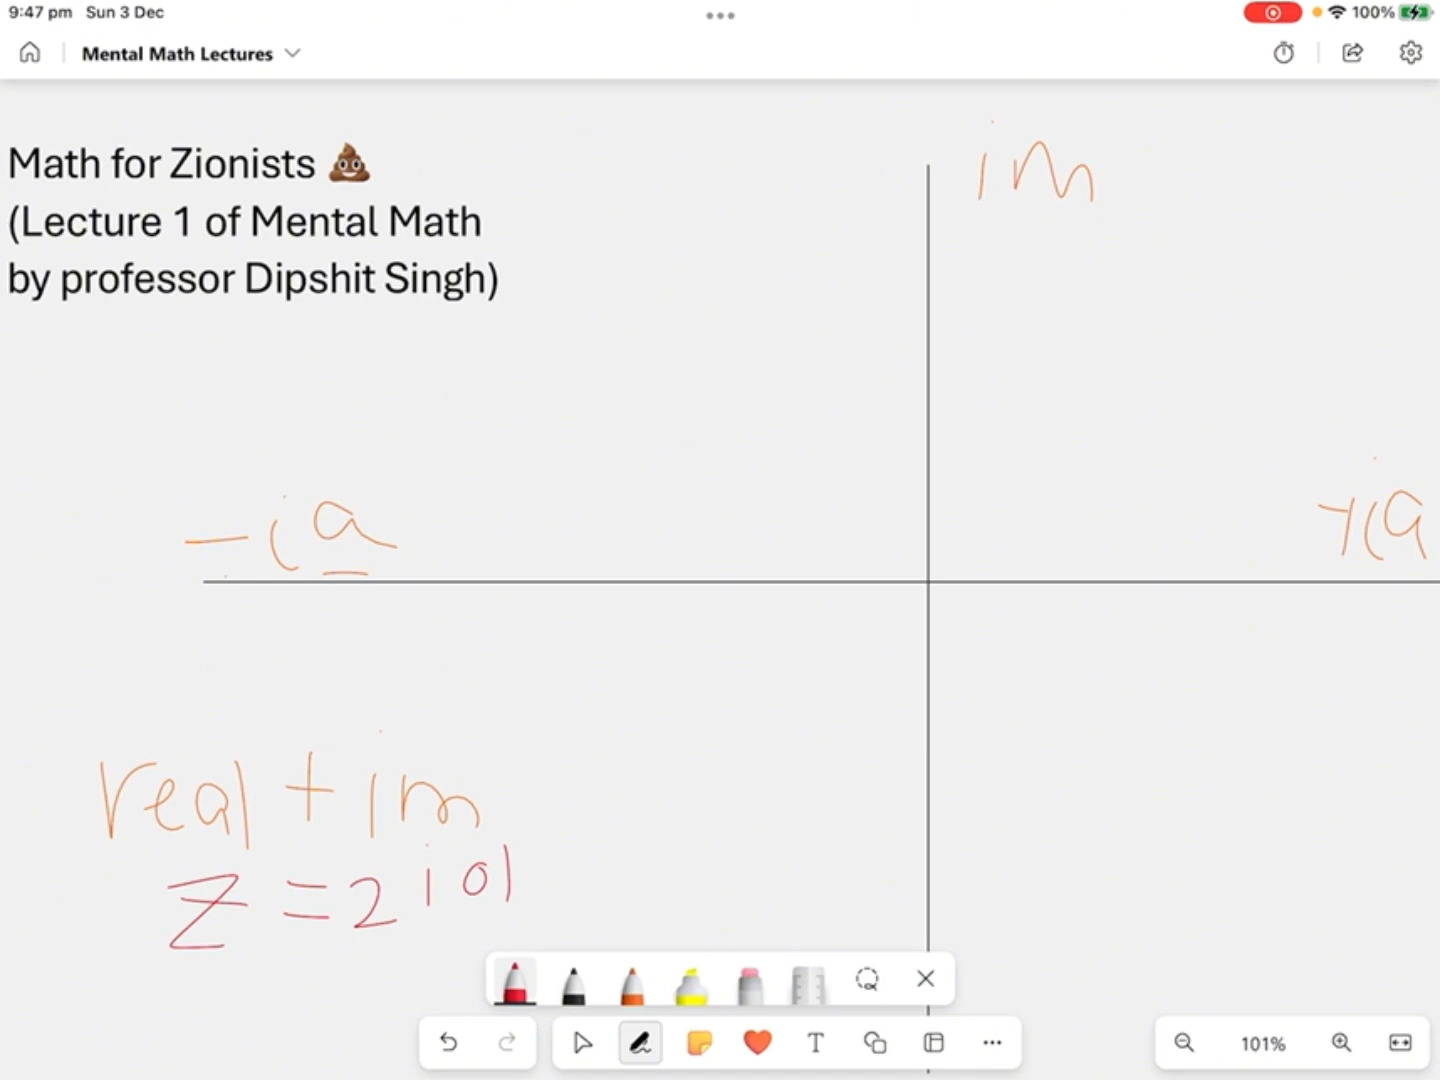 9:47 pm Sun 3 Dec
100%
Mental Math Lectures
Math for Zionists 💩
(Lecture 1 of Mental Math
by professor Dipshit Singh)
im
-ia
+ia
real + im
z = 2
T
101%